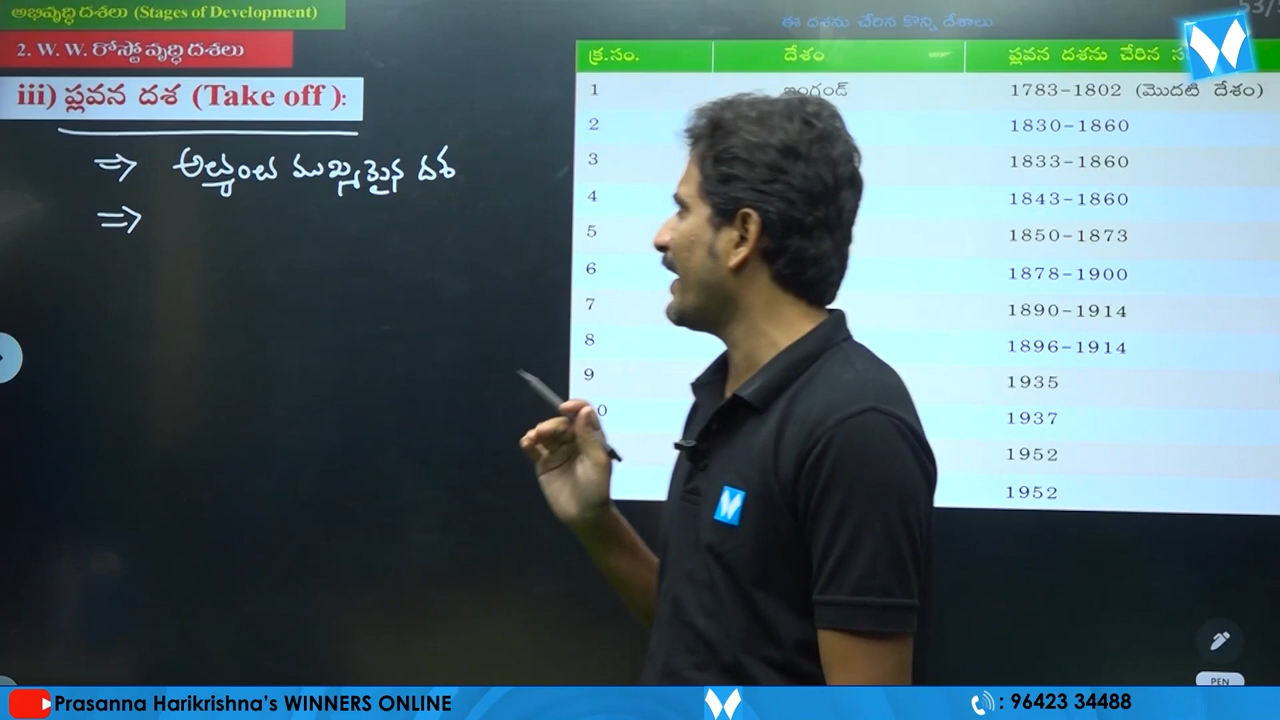 అభివృద్ధి దశలు (Stages of Development)
2. W. W. రోస్టో వృద్ధి దశలు
iii) ప్లవన దశ (Take off ):
⇒ అత్యంత ముఖ్యమైన దశ
⇒
ఈ దశను చేరిన కొన్ని దేశాలు
క్ర.సం. దేశం ప్లవన దశను చేరిన
1 ఇంగ్లండ్ 1783-1802 (మొదటి దేశం)
2 1830-1860
3 1833-1860
4 1843-1860
5 1850-1873
6 1878-1900
7 1890-1914
8 1896-1914
9 1935
0 1937
1952
1952
PEN
Prasanna Harikrishna's WINNERS ONLINE
: 96423 34488